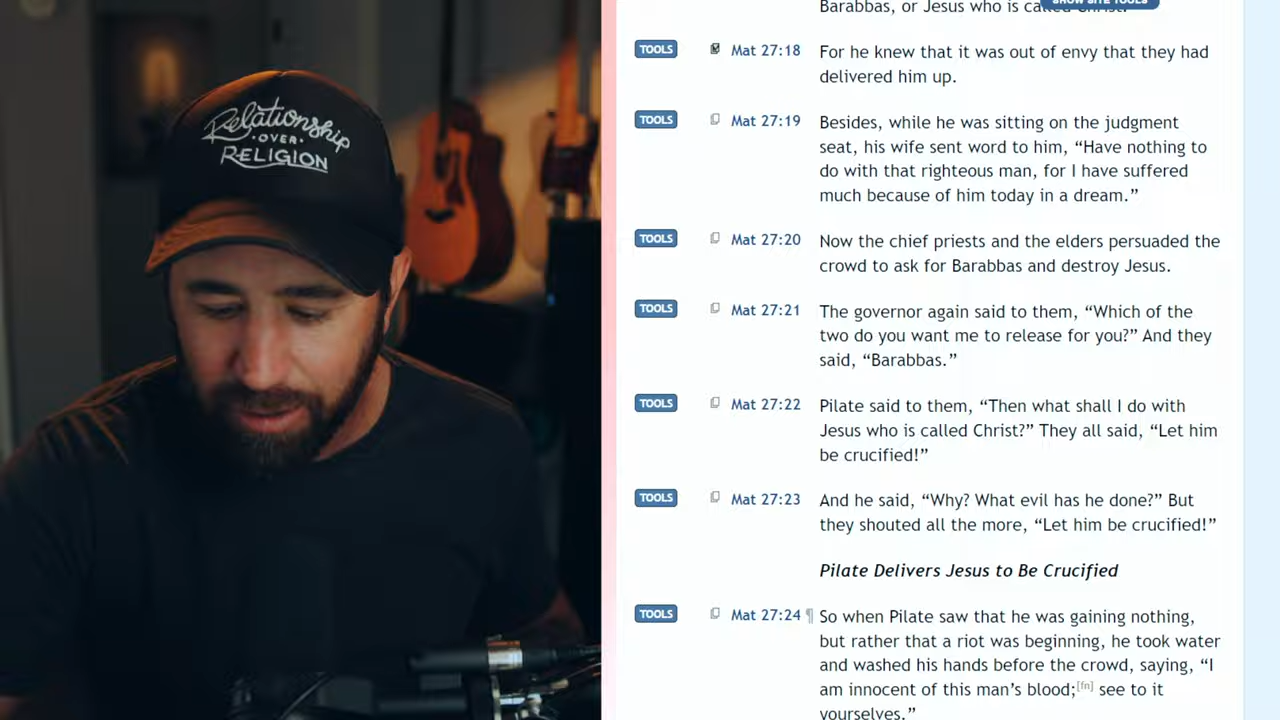 Relationship
·OVER·
RELIGION
SHOW SITE TOOLS
Barabbas, or Jesus who is called Christ.”
TOOLS Mat 27:18 For he knew that it was out of envy that they had
delivered him up.
TOOLS Mat 27:19 Besides, while he was sitting on the judgment
seat, his wife sent word to him, “Have nothing to
do with that righteous man, for I have suffered
much because of him today in a dream.”
TOOLS Mat 27:20 Now the chief priests and the elders persuaded the
crowd to ask for Barabbas and destroy Jesus.
TOOLS Mat 27:21 The governor again said to them, “Which of the
two do you want me to release for you?” And they
said, “Barabbas.”
TOOLS Mat 27:22 Pilate said to them, “Then what shall I do with
Jesus who is called Christ?” They all said, “Let him
be crucified!”
TOOLS Mat 27:23 And he said, “Why? What evil has he done?” But
they shouted all the more, “Let him be crucified!”
Pilate Delivers Jesus to Be Crucified
TOOLS Mat 27:24 ¶ So when Pilate saw that he was gaining nothing,
but rather that a riot was beginning, he took water
and washed his hands before the crowd, saying, “I
am innocent of this man’s blood;[fn] see to it
yourselves.”